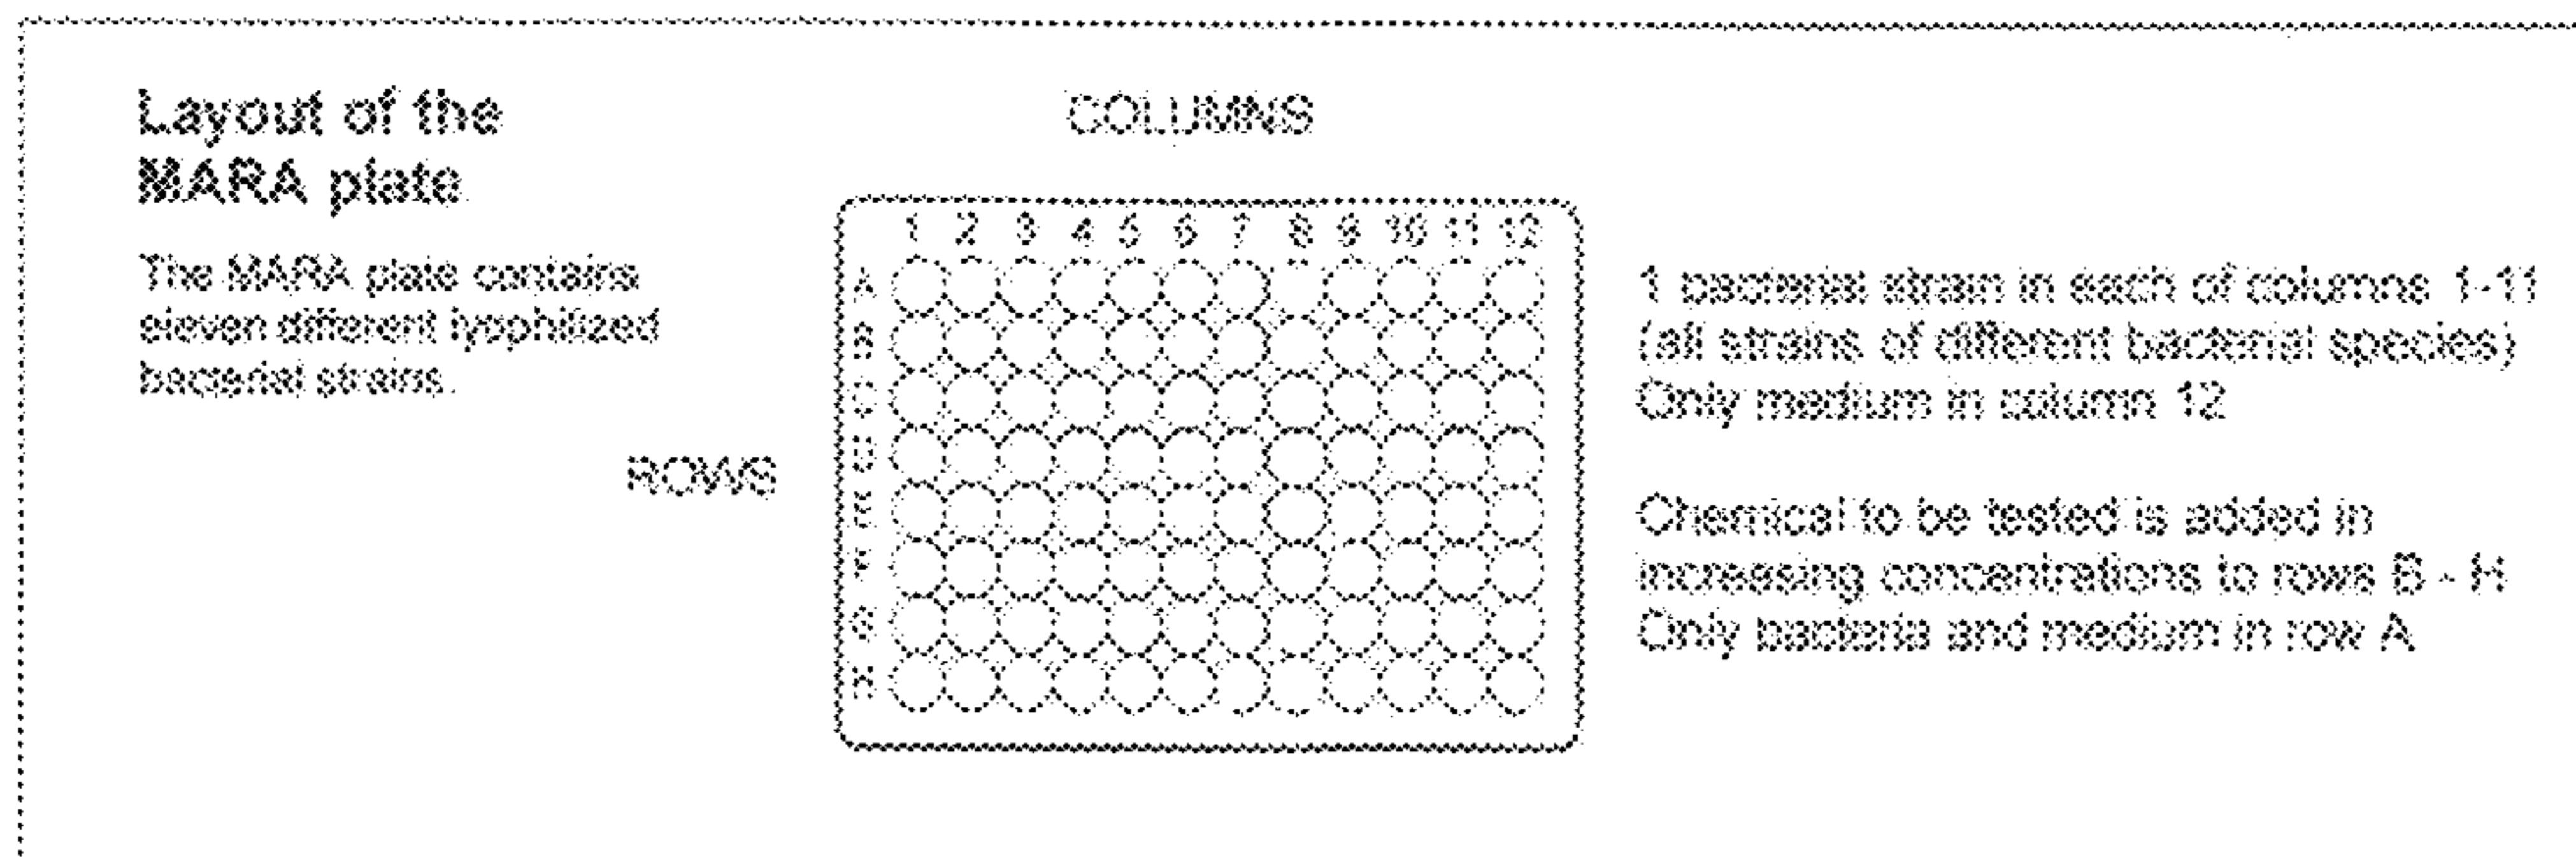 Layout of the
MARA plate
The MARA plate contains
eleven different lyophilized
bacterial strains.
COLUMNS
ROWS
1 2 3 4 5 6 7 8 9 10 11 12
A
B
C
D
E
F
G
H
1 bacterial strain in each of columns 1-11
(all strains of different bacterial species)
Only medium in column 12
Chemical to be tested is added in
increasing concentrations to rows B - H
Only bacteria and medium in row A